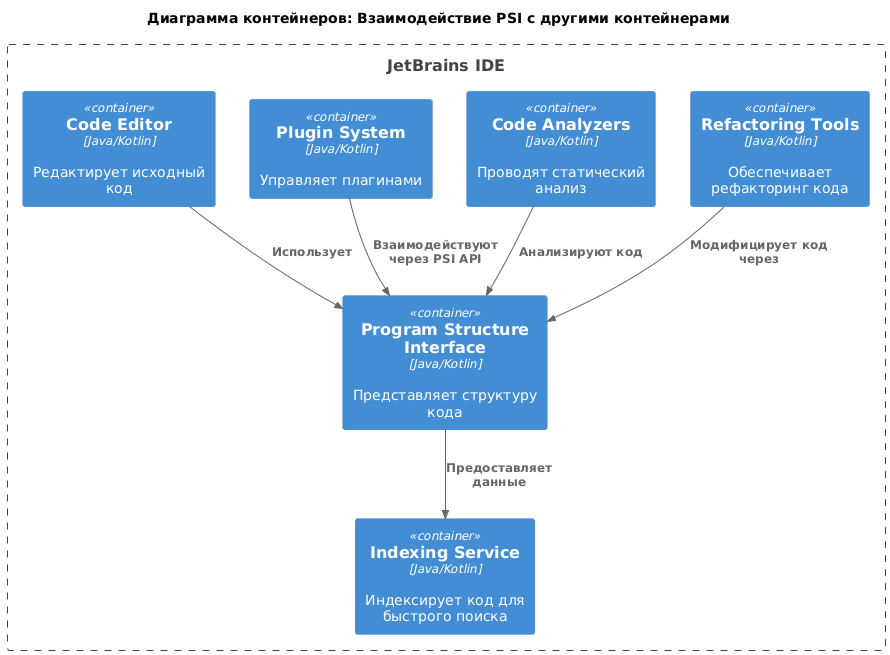 Диаграмма контейнеров: Взаимодействие PSI с другими контейнерами
JetBrains IDE
«container»
Code Editor
[Java/Kotlin]
Редактирует исходный
код
«container»
Plugin System
[Java/Kotlin]
Управляет плагинами
«container»
Code Analyzers
[Java/Kotlin]
Проводят статический
анализ
«container»
Refactoring Tools
[Java/Kotlin]
Обеспечивает
рефакторинг кода
Использует
Взаимодействуют
через PSI API
Анализируют код
Модифицирует код
через
«container»
Program Structure
Interface
[Java/Kotlin]
Представляет структуру
кода
Предоставляет
данные
«container»
Indexing Service
[Java/Kotlin]
Индексирует код для
быстрого поиска